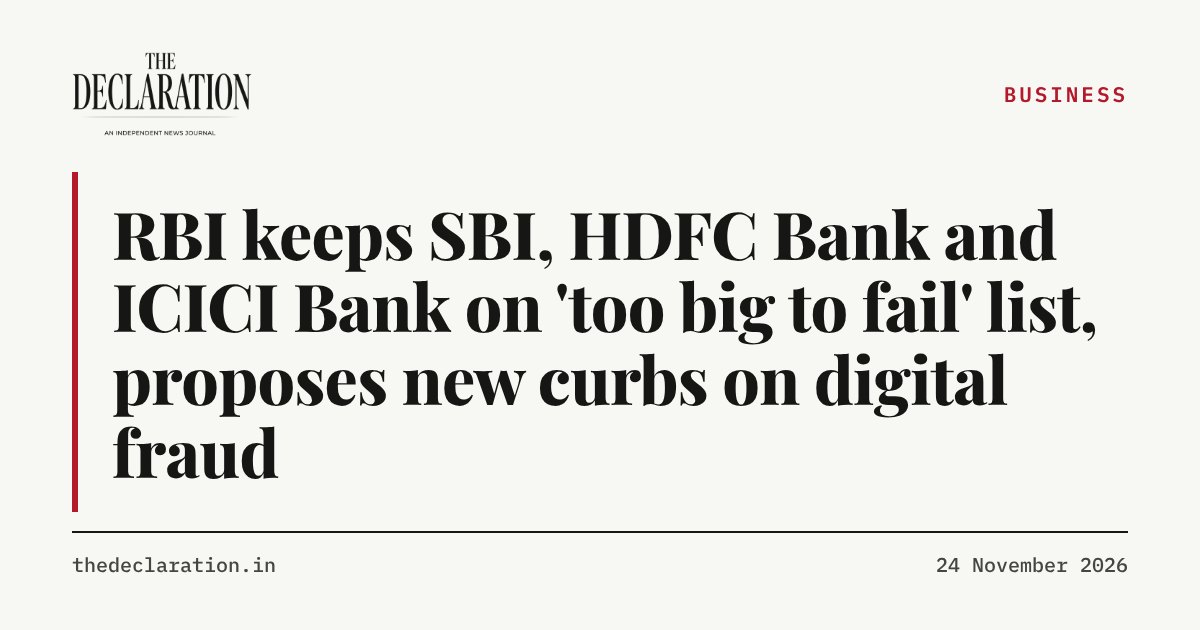 THE
DECLARATION
AN INDEPENDENT NEWS JOURNAL
BUSINESS
RBI keeps SBI, HDFC Bank and
ICICI Bank on 'too big to fail' list,
proposes new curbs on digital
fraud
thedeclaration.in
24 November 2026